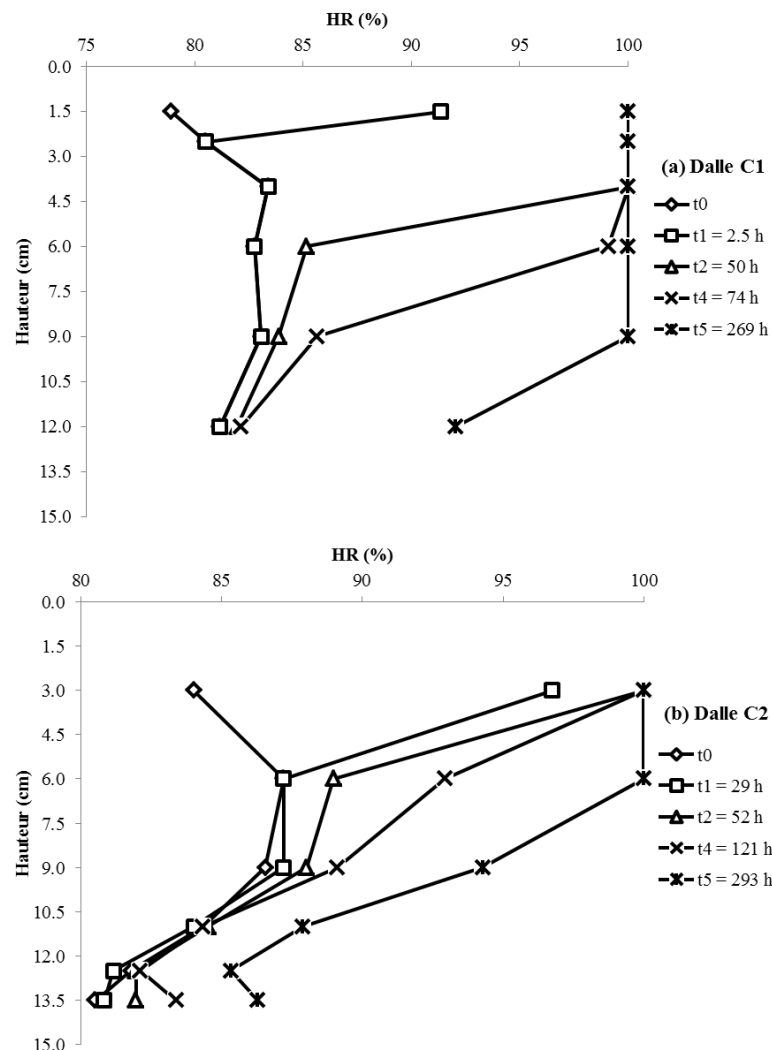 HR (%)
75 80 85 90 95 100
0.0
1.5
3.0
4.5
6.0
7.5
9.0
10.5
12.0
13.5
15.0
Hauteur (cm)
(a) Dalle C1
t0
t1 = 2.5 h
t2 = 50 h
t4 = 74 h
t5 = 269 h
HR (%)
80 85 90 95 100
0.0
1.5
3.0
4.5
6.0
7.5
9.0
10.5
12.0
13.5
15.0
Hauteur (cm)
(b) Dalle C2
t0
t1 = 29 h
t2 = 52 h
t4 = 121 h
t5 = 293 h